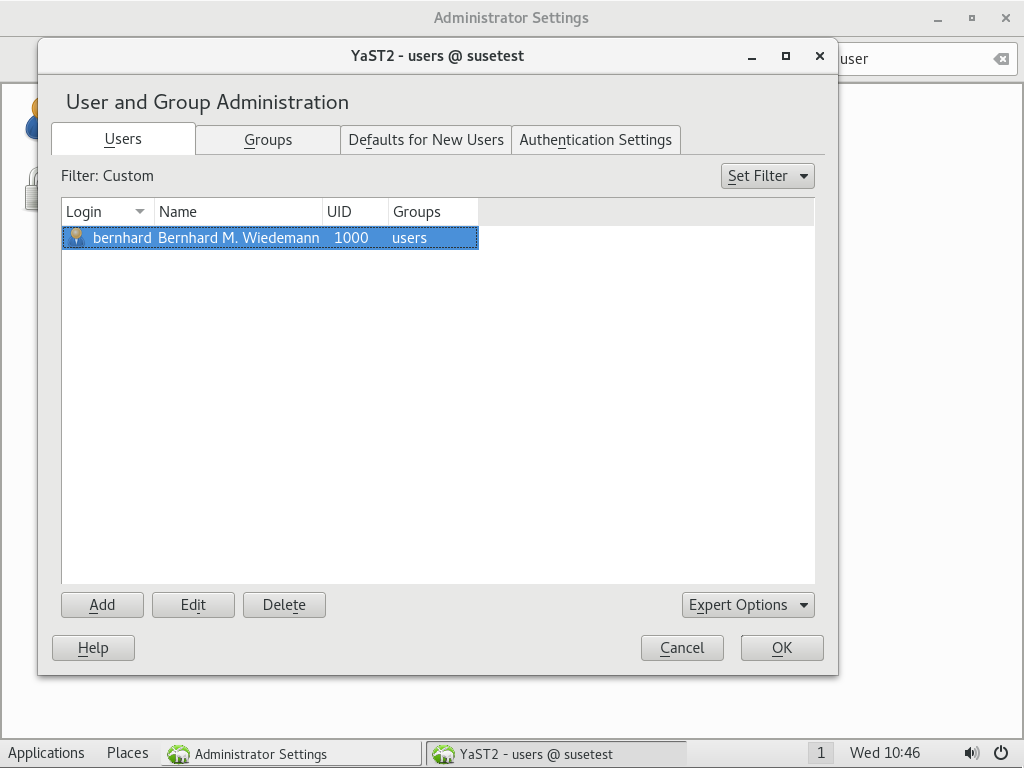 Administrator Settings
user
YaST2 - users @ susetest
User and Group Administration
Users Groups Defaults for New Users Authentication Settings
Filter: Custom Set Filter
Login Name UID Groups
bernhard Bernhard M. Wiedemann 1000 users
Add Edit Delete Expert Options
Help Cancel OK
Applications Places Administrator Settings YaST2 - users @ susetest 1 Wed 10:46